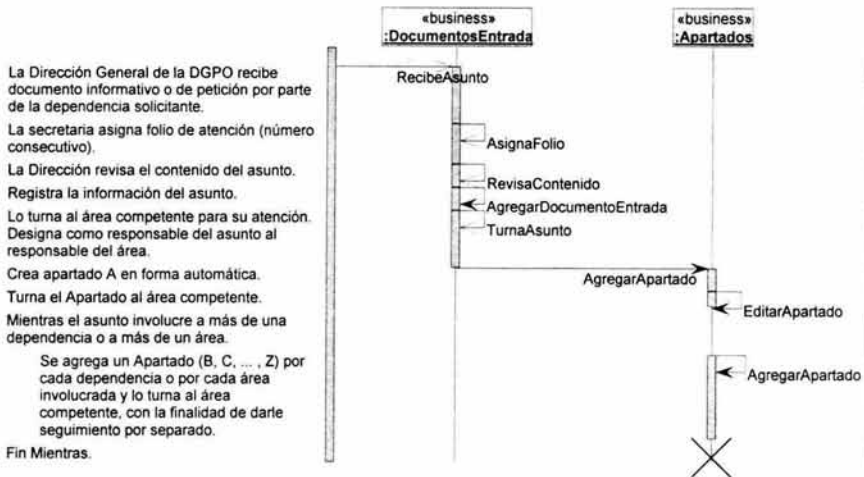 «business»
:DocumentosEntrada
«business»
:Apartados
La Dirección General de la DGPO recibe
documento informativo o de petición por parte
de la dependencia solicitante.
La secretaria asigna folio de atención (número
consecutivo).
La Dirección revisa el contenido del asunto.
Registra la información del asunto.
Lo turna al área competente para su atención.
Designa como responsable del asunto al
responsable del área.
Crea apartado A en forma automática.
Turna el Apartado al área competente.
Mientras el asunto involucre a más de una
dependencia o a más de un área.
Se agrega un Apartado (B, C, ... , Z) por
cada dependencia o por cada área
involucrada y lo turna al área
competente, con la finalidad de darle
seguimiento por separado.
Fin Mientras.
RecibeAsunto
AsignaFolio
RevisaContenido
AgregarDocumentoEntrada
TurnaAsunto
AgregarApartado
EditarApartado
AgregarApartado